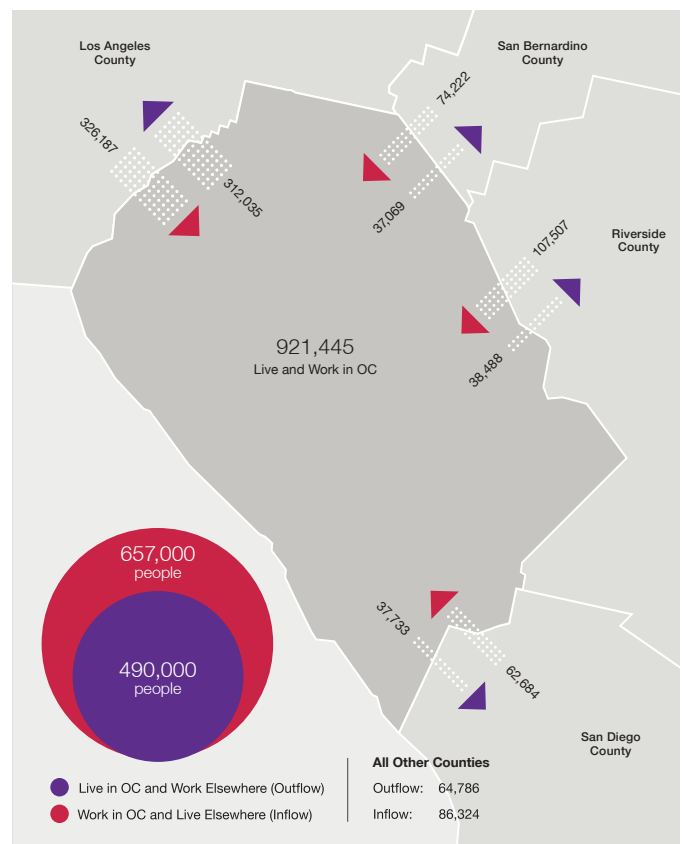 Los Angeles
County
San Bernardino
County
74,222
326,187
312,035
37,069
107,507
Riverside
County
921,445
Live and Work in OC
38,488
657,000
people
490,000
people
37,733
62,684
San Diego
County
Live in OC and Work Elsewhere (Outflow)
Work in OC and Live Elsewhere (Inflow)
All Other Counties
Outflow: 64,786
Inflow: 86,324